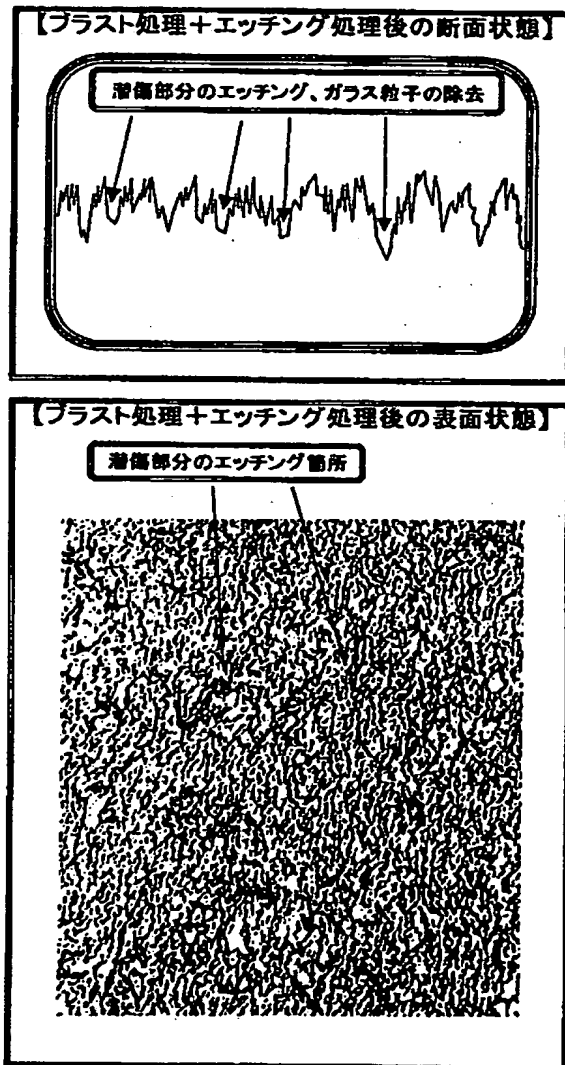 【ブラスト処理+エッチング処理後の断面状態】
潜傷部分のエッチング、ガラス粒子の除去
【ブラスト処理+エッチング処理後の表面状態】
潜傷部分のエッチング箇所